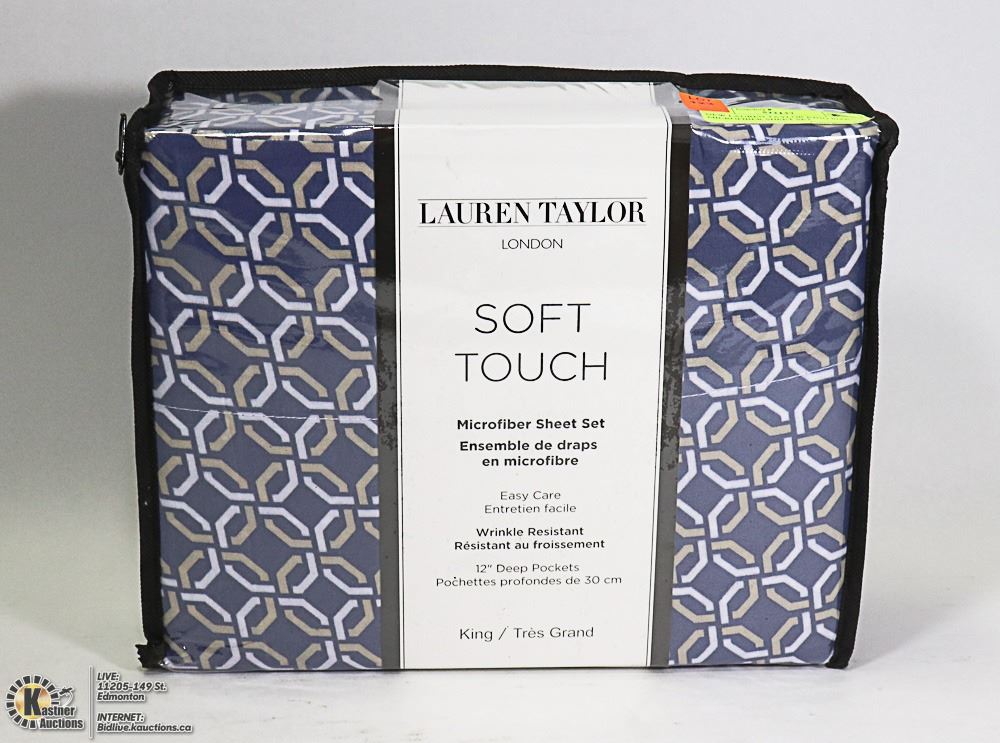 LAUREN TAYLOR
LONDON
SOFT
TOUCH
Microfiber Sheet Set
Ensemble de draps
en microfibre
Easy Care
Entretien facile
Wrinkle Resistant
Résistant au froissement
12" Deep Pockets
Pochettes profondes de 30 cm
King / Très Grand
Kastner
Auctions
LIVE:
11205-149 St.
Edmonton
INTERNET:
Bidlive.kauctions.ca